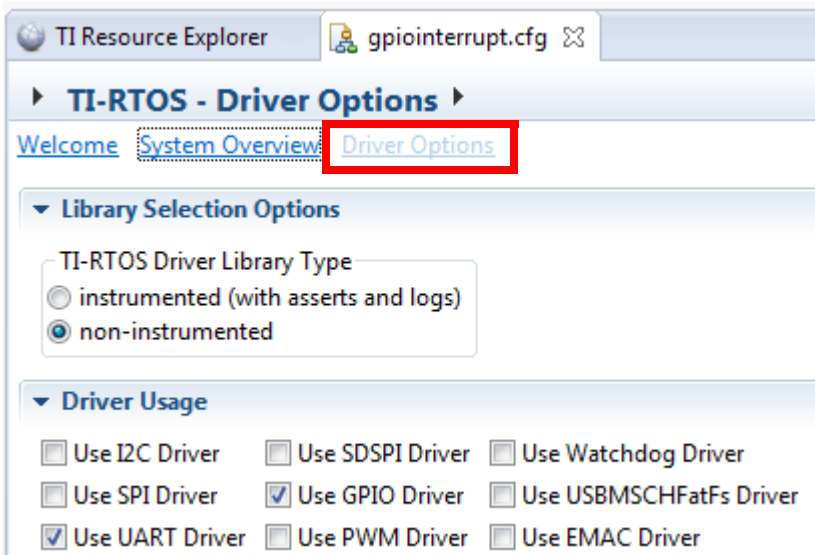 TI Resource Explorer gpiointerrupt.cfg
TI-RTOS - Driver Options
Welcome System Overview Driver Options
Library Selection Options
TI-RTOS Driver Library Type
instrumented (with asserts and logs)
non-instrumented
Driver Usage
Use I2C Driver Use SDSPI Driver Use Watchdog Driver
Use SPI Driver Use GPIO Driver Use USBMSCHFatFs Driver
Use UART Driver Use PWM Driver Use EMAC Driver